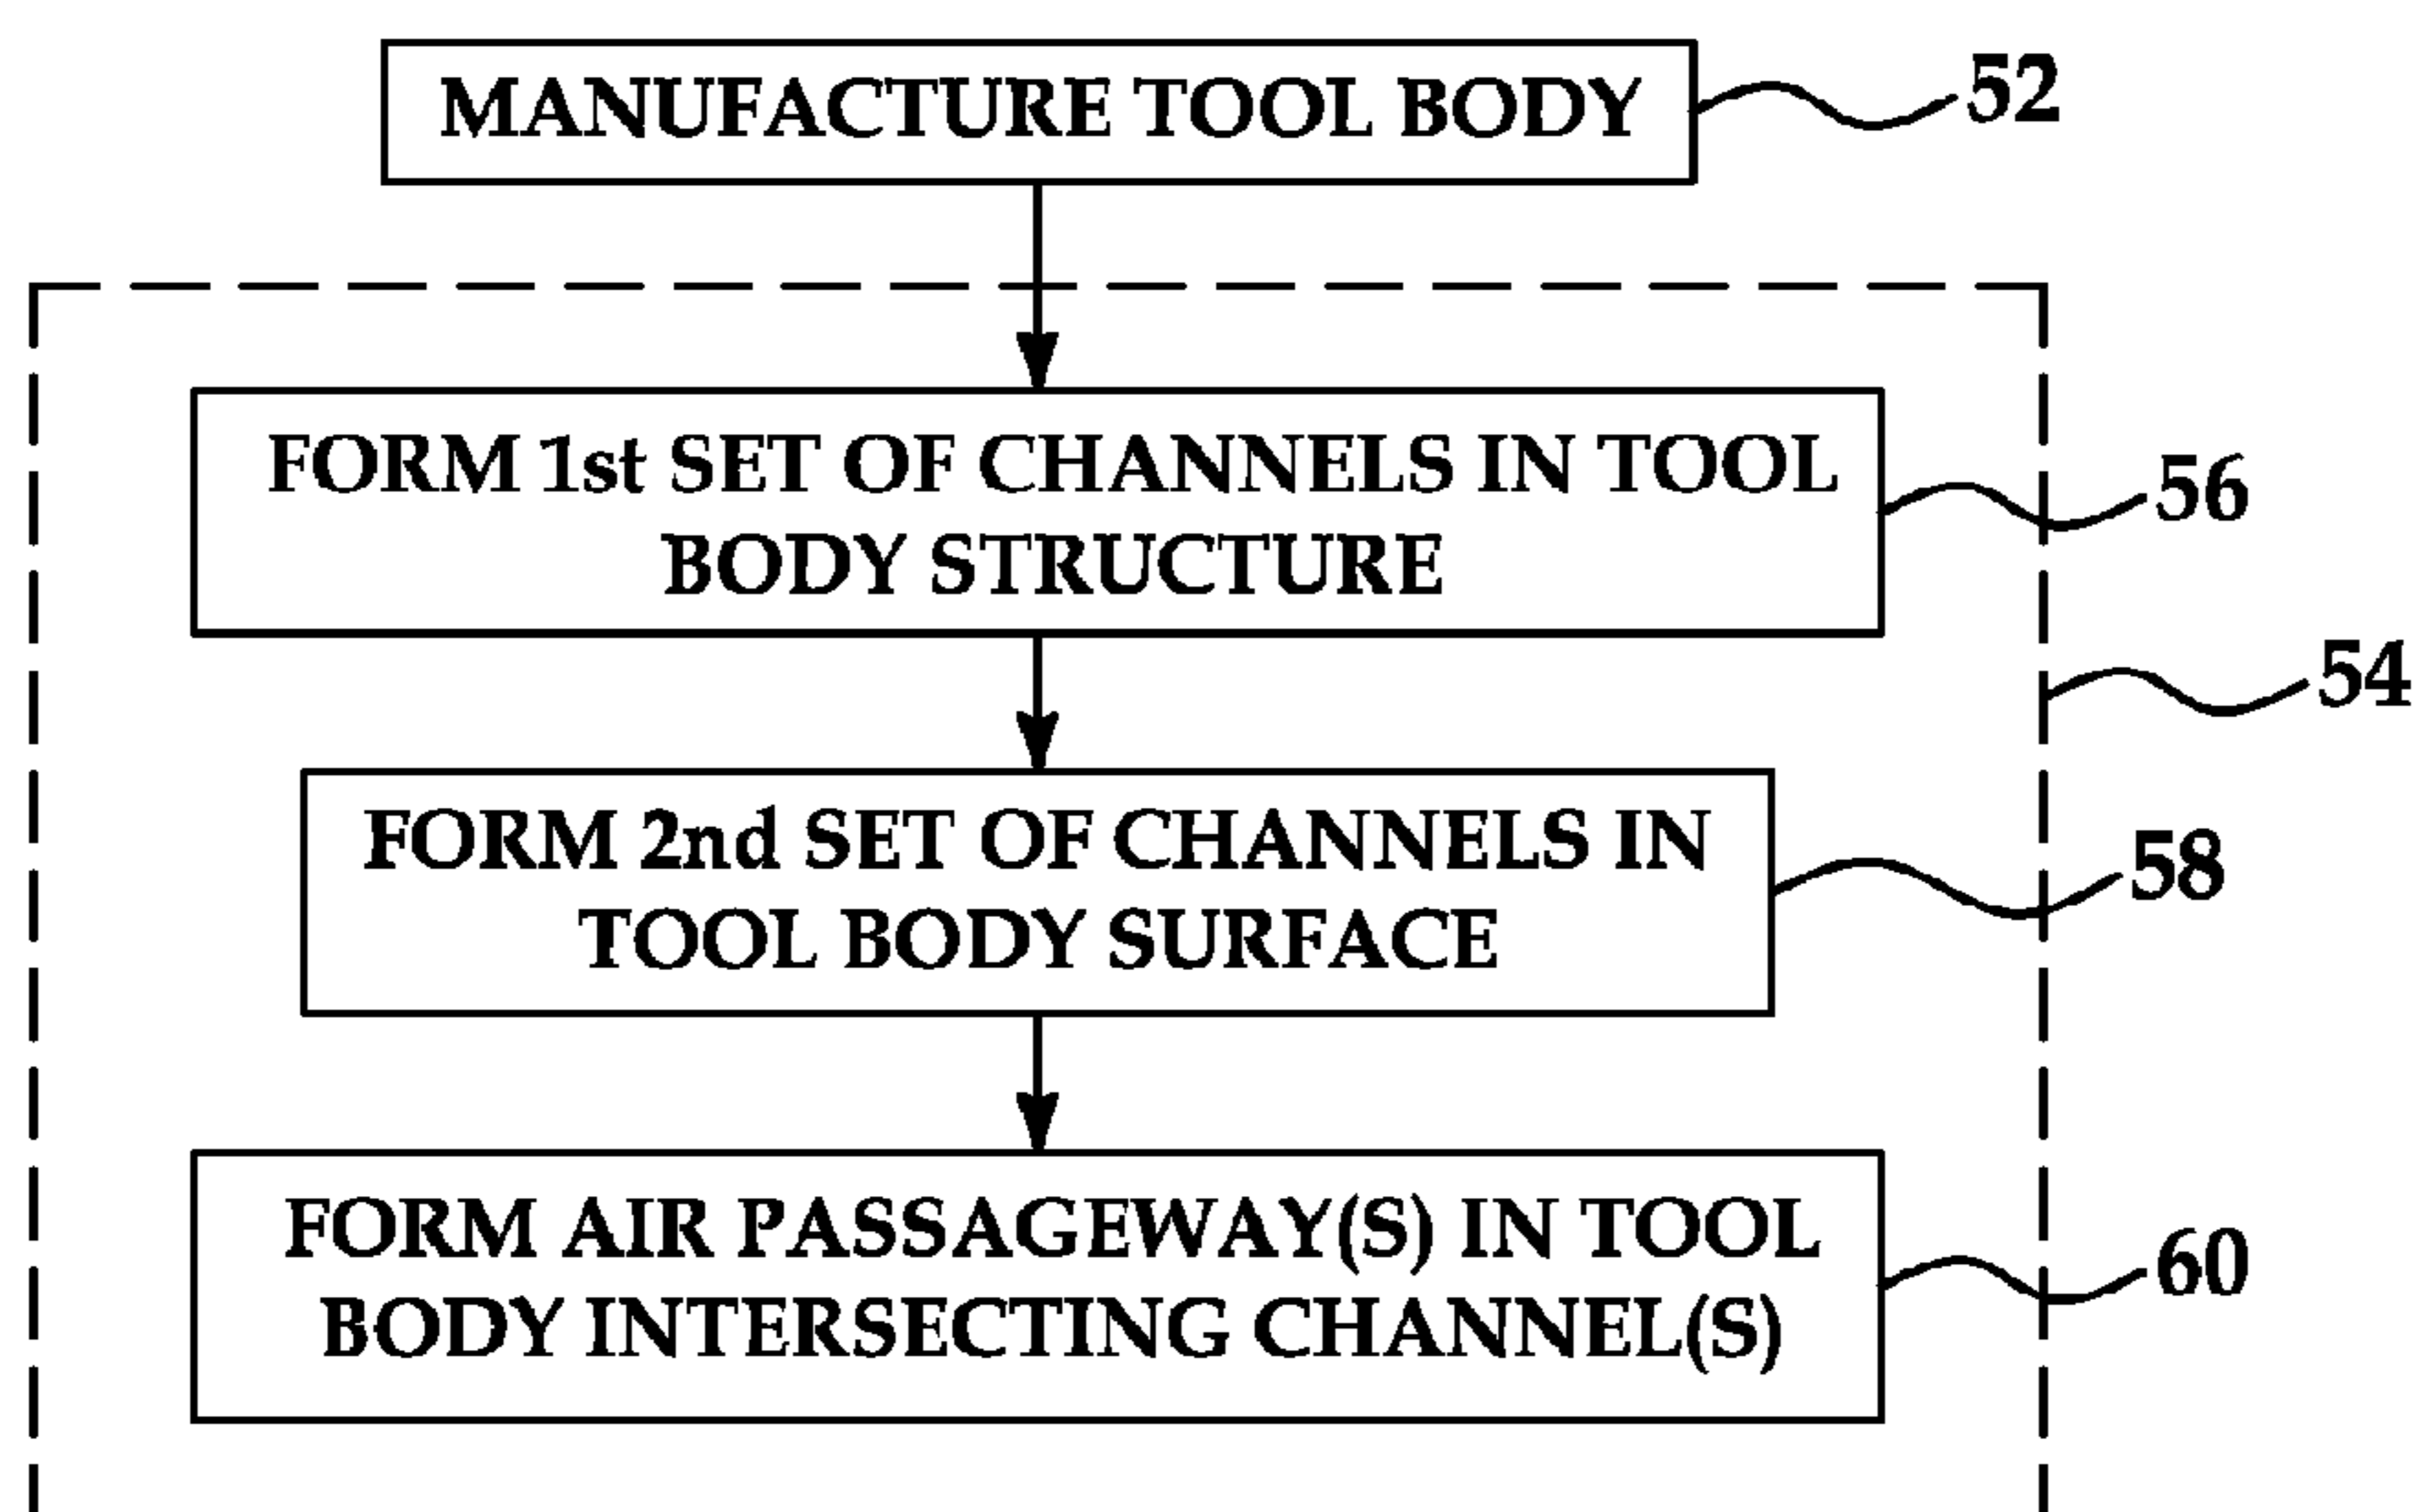 MANUFACTURE TOOL BODY
52
FORM 1st SET OF CHANNELS IN TOOL
BODY STRUCTURE
56
54
FORM 2nd SET OF CHANNELS IN
TOOL BODY SURFACE
58
FORM AIR PASSAGEWAY(S) IN TOOL
BODY INTERSECTING CHANNEL(S)
60